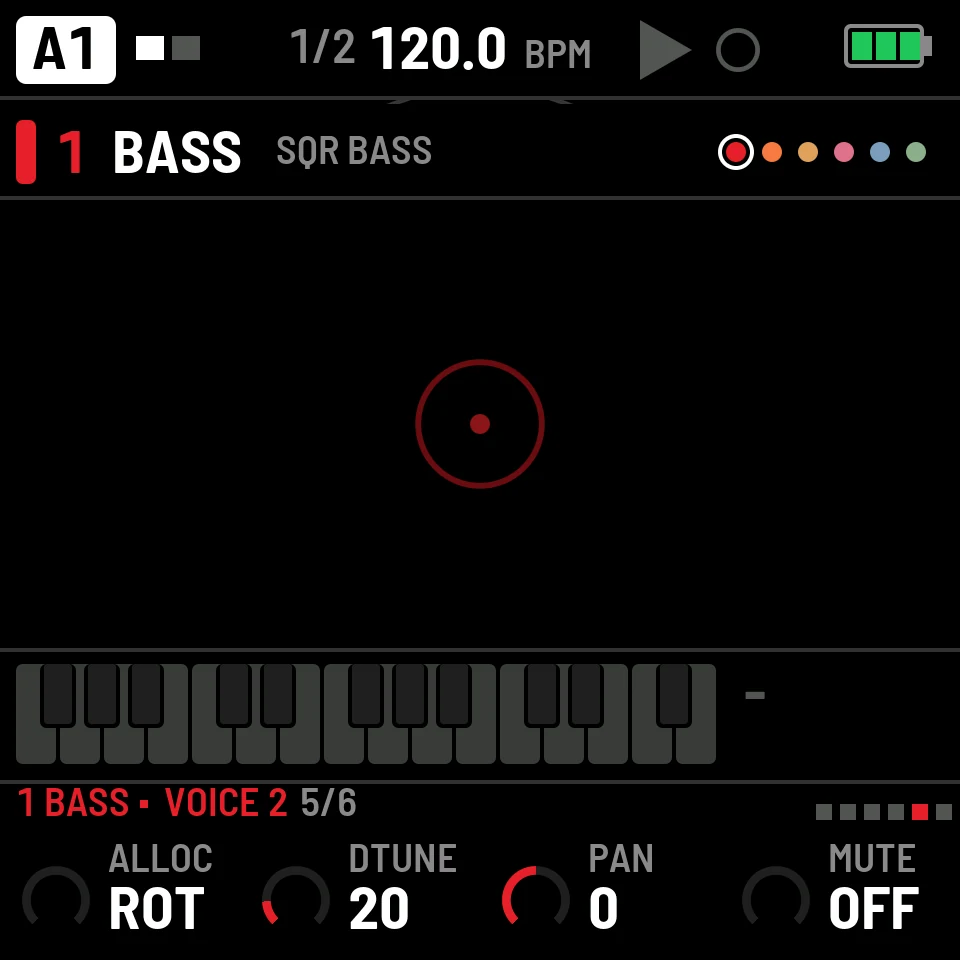 A1 1/2 120.0 BPM
1 BASS SQR BASS
-
1 BASS · VOICE 2 5/6
ALLOC DTUNE PAN MUTE
ROT 20 0 OFF